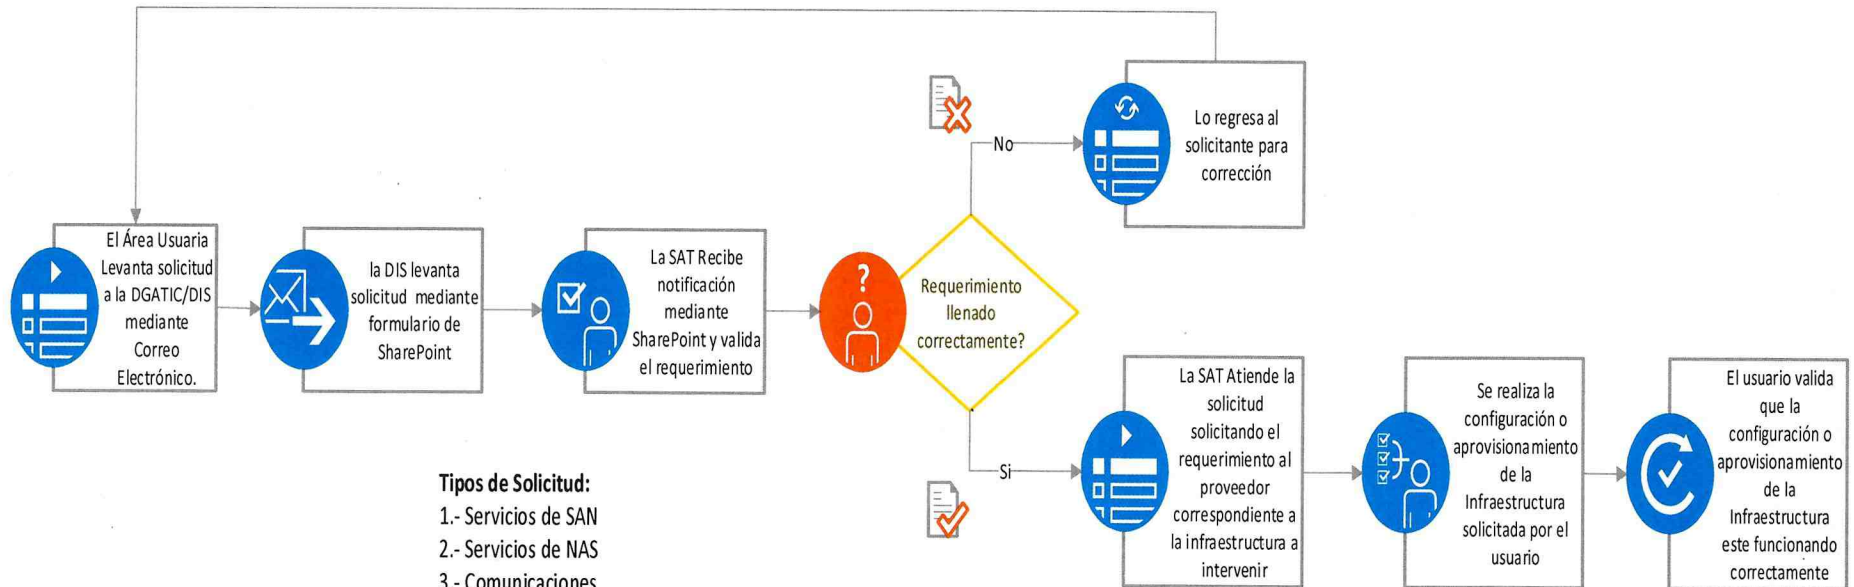 El Área Usuaria
Levanta solicitud
a la DGATIC/DIS
mediante
Correo
Electrónico.
la DIS levanta
solicitud mediante
formulario de
SharePoint
La SAT Recibe
notificación
mediante
SharePoint y valida
el requerimiento
?
Requerimiento
llenado
correctamente?
No
Lo regresa al
solicitante para
corrección
Si
La SAT Atiende la
solicitud
solicitando el
requerimiento al
proveedor
correspondiente a
la infraestructura a
intervenir
Se realiza la
configuración o
aprovisionamiento
de la
Infraestructura
solicitada por el
usuario
El usuario valida
que la
configuración o
aprovisionamiento
de la
Infraestructura
este funcionando
correctamente
Tipos de Solicitud:
1.- Servicios de SAN
2.- Servicios de NAS
3.- Comunicaciones